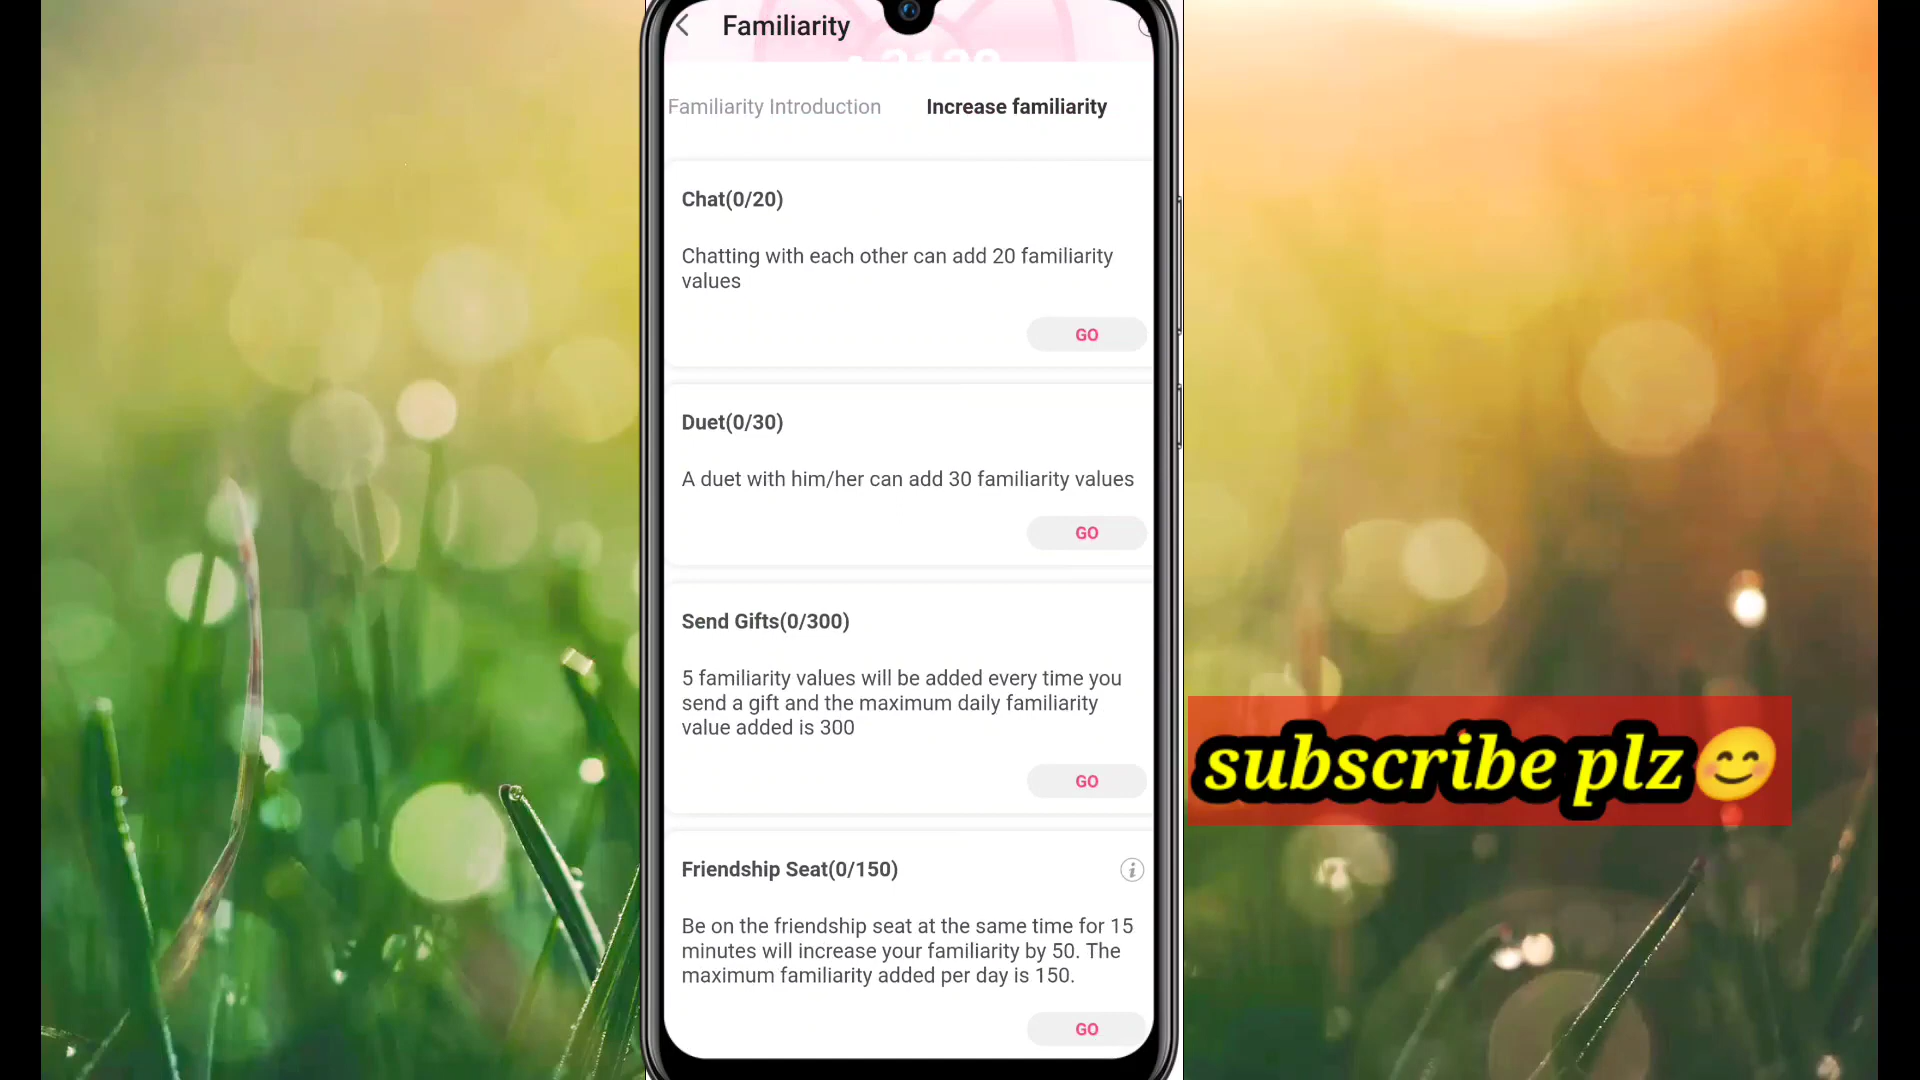 Familiarity
Familiarity Introduction
Increase familiarity
Chat(0/20)
Chatting with each other can add 20 familiarity
values
GO
Duet(0/30)
A duet with him/her can add 30 familiarity values
GO
Send Gifts(0/300)
5 familiarity values will be added every time you
send a gift and the maximum daily familiarity
value added is 300
GO
subscribe plz😊
Friendship Seat(0/150)
Be on the friendship seat at the same time for 15
minutes will increase your familiarity by 50. The
maximum familiarity added per day is 150.
GO